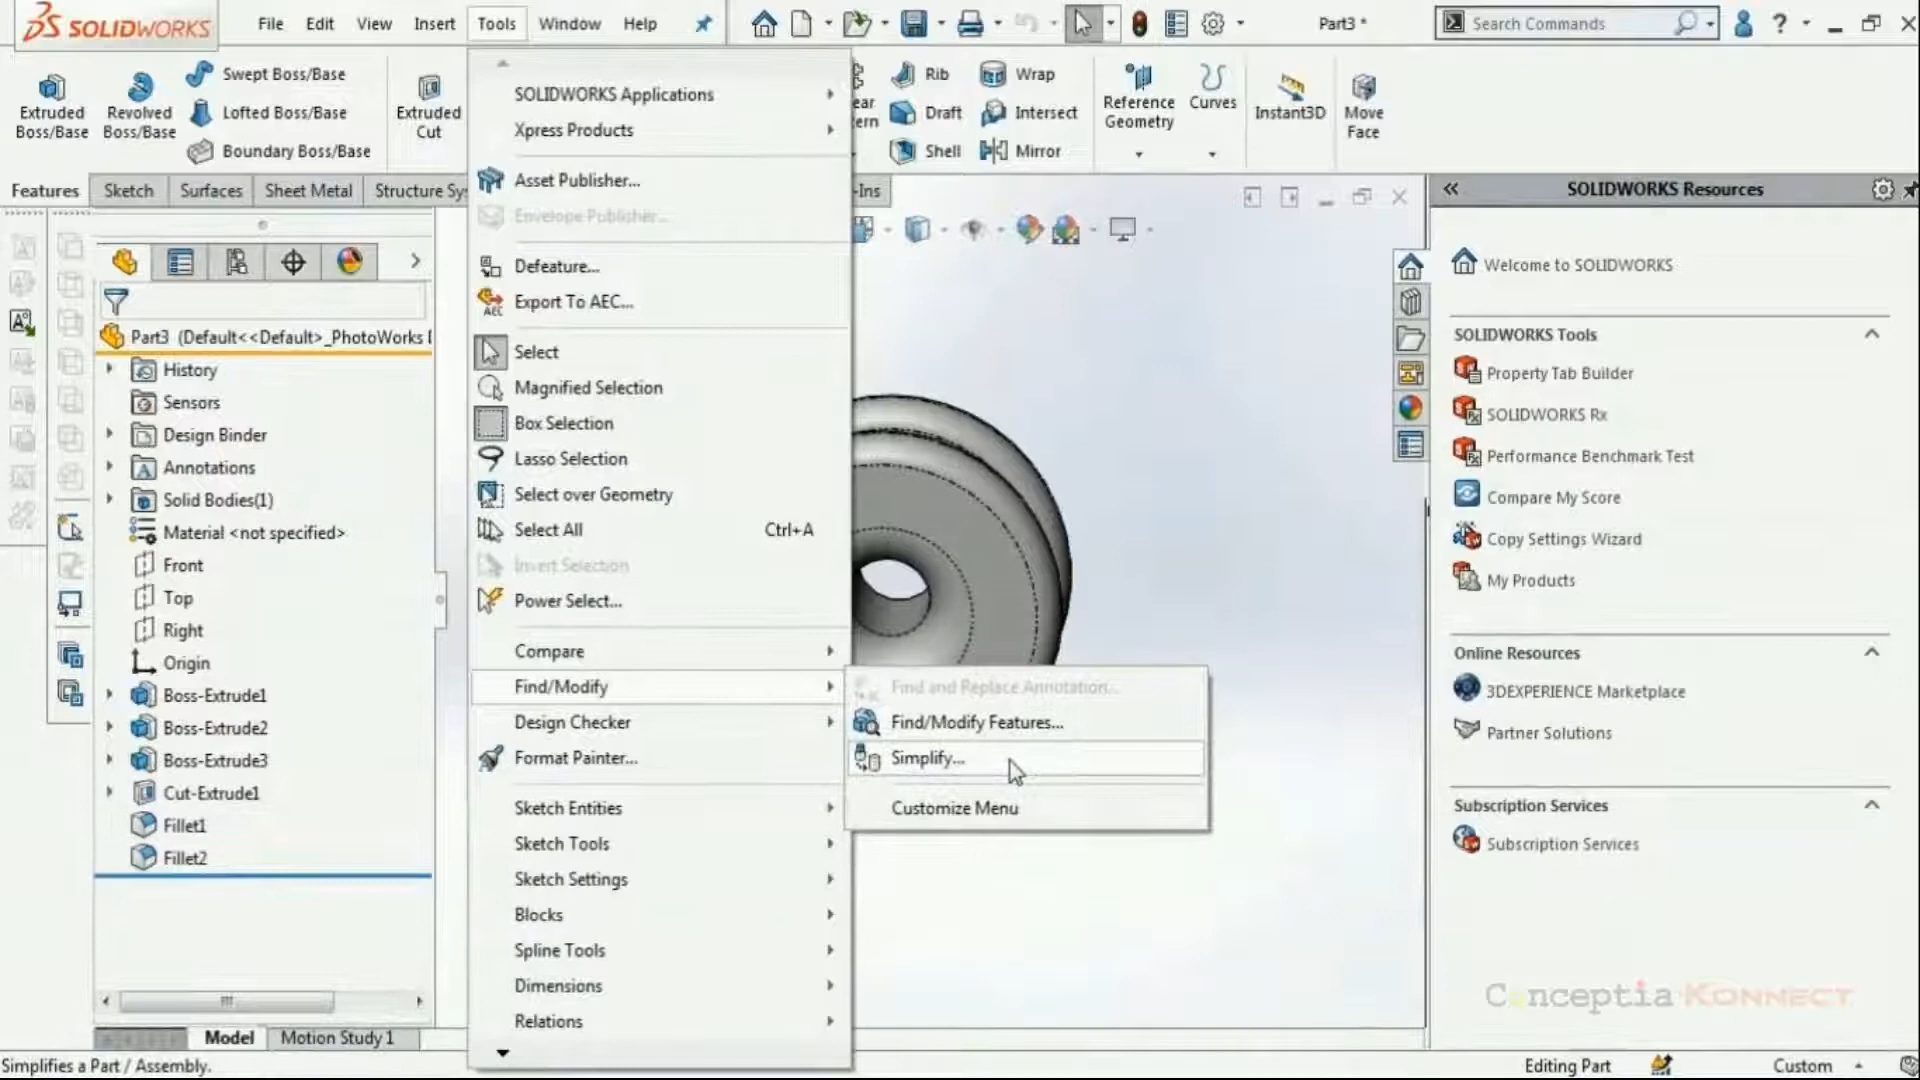 SOLIDWORKS
File Edit View Insert Tools Window Help
Part3 *
Search Commands
Extruded Boss/Base
Revolved Boss/Base
Swept Boss/Base
Lofted Boss/Base
Boundary Boss/Base
Extruded Cut
Rib
Draft
Shell
Wrap
Intersect
Mirror
Reference Geometry
Curves
Instant3D
Move Face
Features Sketch Surfaces Sheet Metal Structure Sy
-Ins
Part3 (Default<<Default>_PhotoWorks
History
Sensors
Design Binder
Annotations
Solid Bodies(1)
Material <not specified>
Front
Top
Right
Origin
Boss-Extrude1
Boss-Extrude2
Boss-Extrude3
Cut-Extrude1
Fillet1
Fillet2
Model Motion Study 1
Simplifies a Part / Assembly.
SOLIDWORKS Applications
Xpress Products
Asset Publisher...
Envelope Publisher...
Defeature...
Export To AEC...
Select
Magnified Selection
Box Selection
Lasso Selection
Select over Geometry
Select All Ctrl+A
Invert Selection
Power Select...
Compare
Find/Modify
Design Checker
Format Painter...
Sketch Entities
Sketch Tools
Sketch Settings
Blocks
Spline Tools
Dimensions
Relations
Find and Replace Annotation...
Find/Modify Features...
Simplify...
Customize Menu
SOLIDWORKS Resources
Welcome to SOLIDWORKS
SOLIDWORKS Tools
Property Tab Builder
SOLIDWORKS Rx
Performance Benchmark Test
Compare My Score
Copy Settings Wizard
My Products
Online Resources
3DEXPERIENCE Marketplace
Partner Solutions
Subscription Services
Subscription Services
Conceptia KONNECT
Editing Part Custom